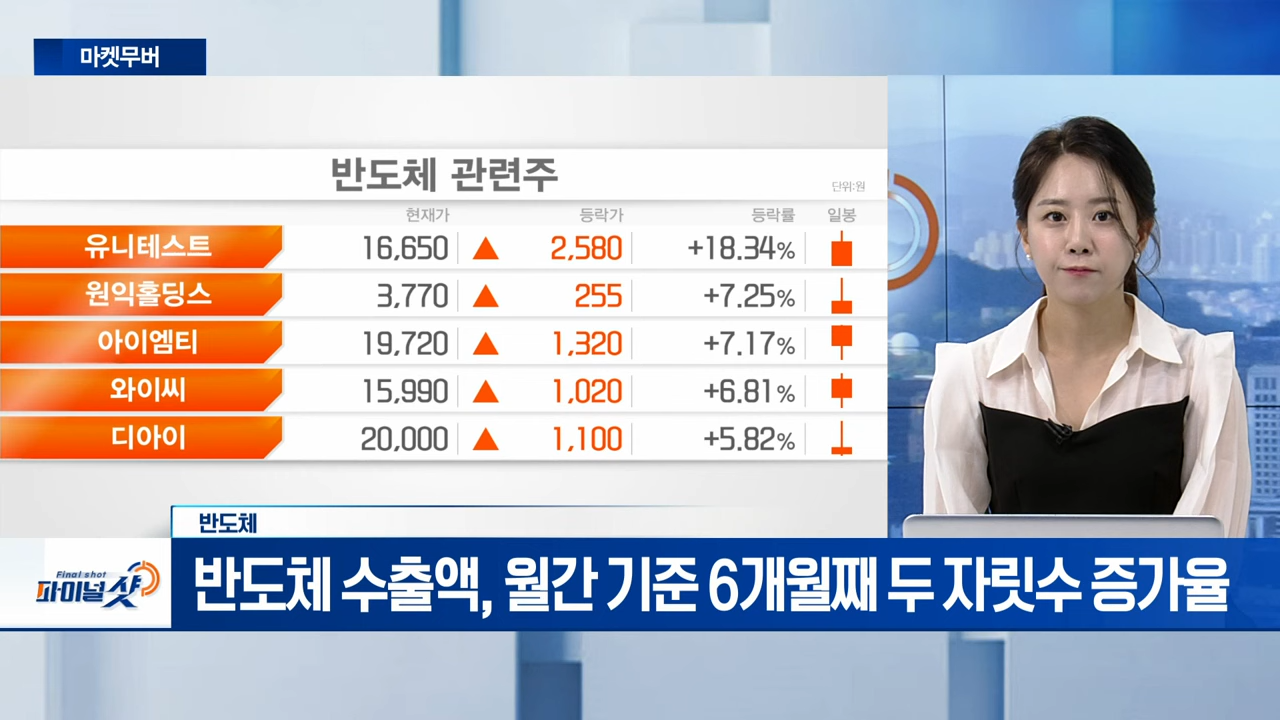 마켓무버
반도체 관련주
단위:원
현재가 등락가 등락률 일봉
유니테스트 16,650 ▲ 2,580 +18.34%
원익홀딩스 3,770 ▲ 255 +7.25%
아이엠티 19,720 ▲ 1,320 +7.17%
와이씨 15,990 ▲ 1,020 +6.81%
디아이 20,000 ▲ 1,100 +5.82%
반도체
Final shot
파이널샷
반도체 수출액, 월간 기준 6개월째 두 자릿수 증가율